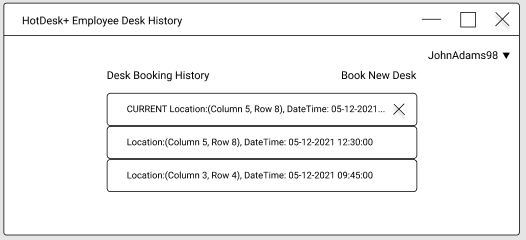 HotDesk+ Employee Desk History
JohnAdams98 ▼
Desk Booking History
Book New Desk
CURRENT Location:(Column 5, Row 8), DateTime: 05-12-2021...
Location:(Column 5, Row 8), DateTime: 05-12-2021 12:30:00
Location:(Column 3, Row 4), DateTime: 05-12-2021 09:45:00